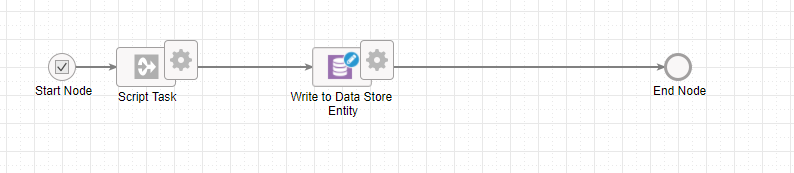 Start Node
Script Task
Write to Data Store
Entity
End Node